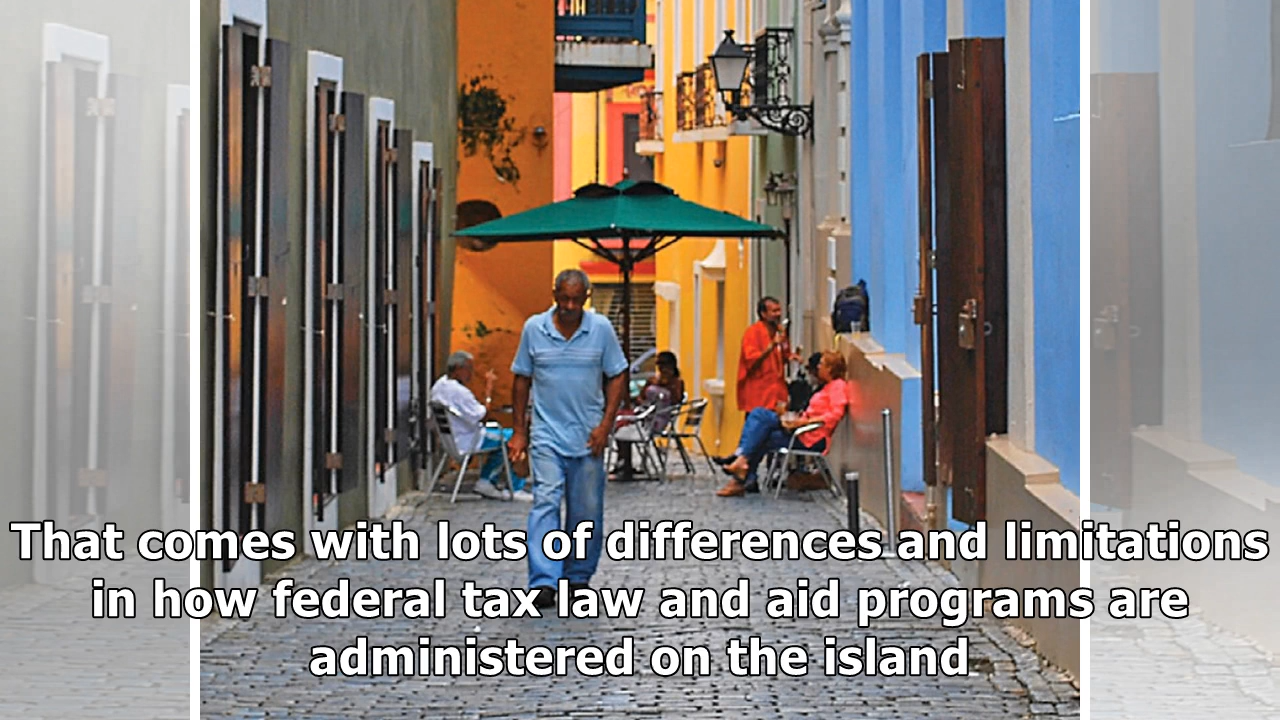 That comes with lots of differences and limitations
in how federal tax law and aid programs are
administered on the island